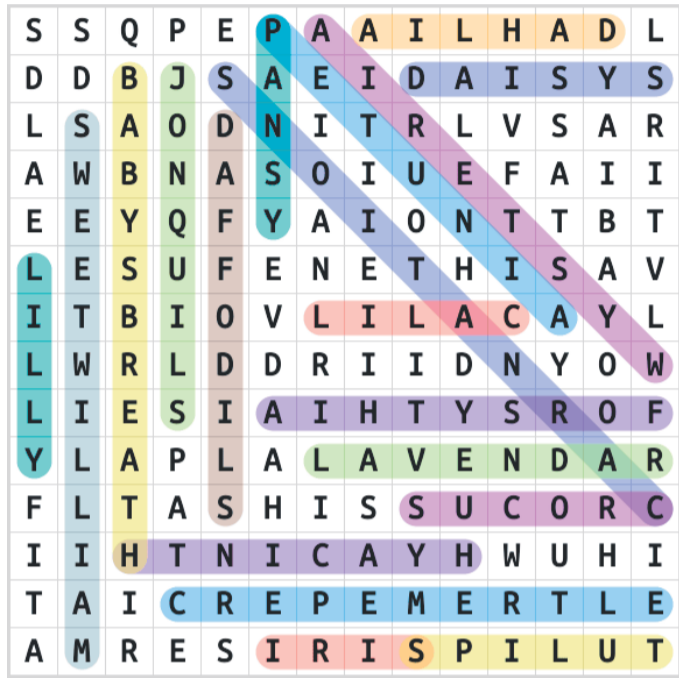 S S Q P E P A A I L H A D L
D D B J S A E I D A I S Y S
L S A O D N I T R L V S A R
A W B N A S O I U E F A I I
E E Y Q F Y A I O N T T B T
L E S U F E N E T H I S A V
I T B I O V L I L A C A Y L
L W R L D D R I I D N Y O W
L I E S I A I H T Y S R O F
Y L A P L A L A V E N D A R
F L T A S H I S S U C O R C
I I H T N I C A Y H W U H I
T A I C R E P E M E R T L E
A M R E S I R I S P I L U T